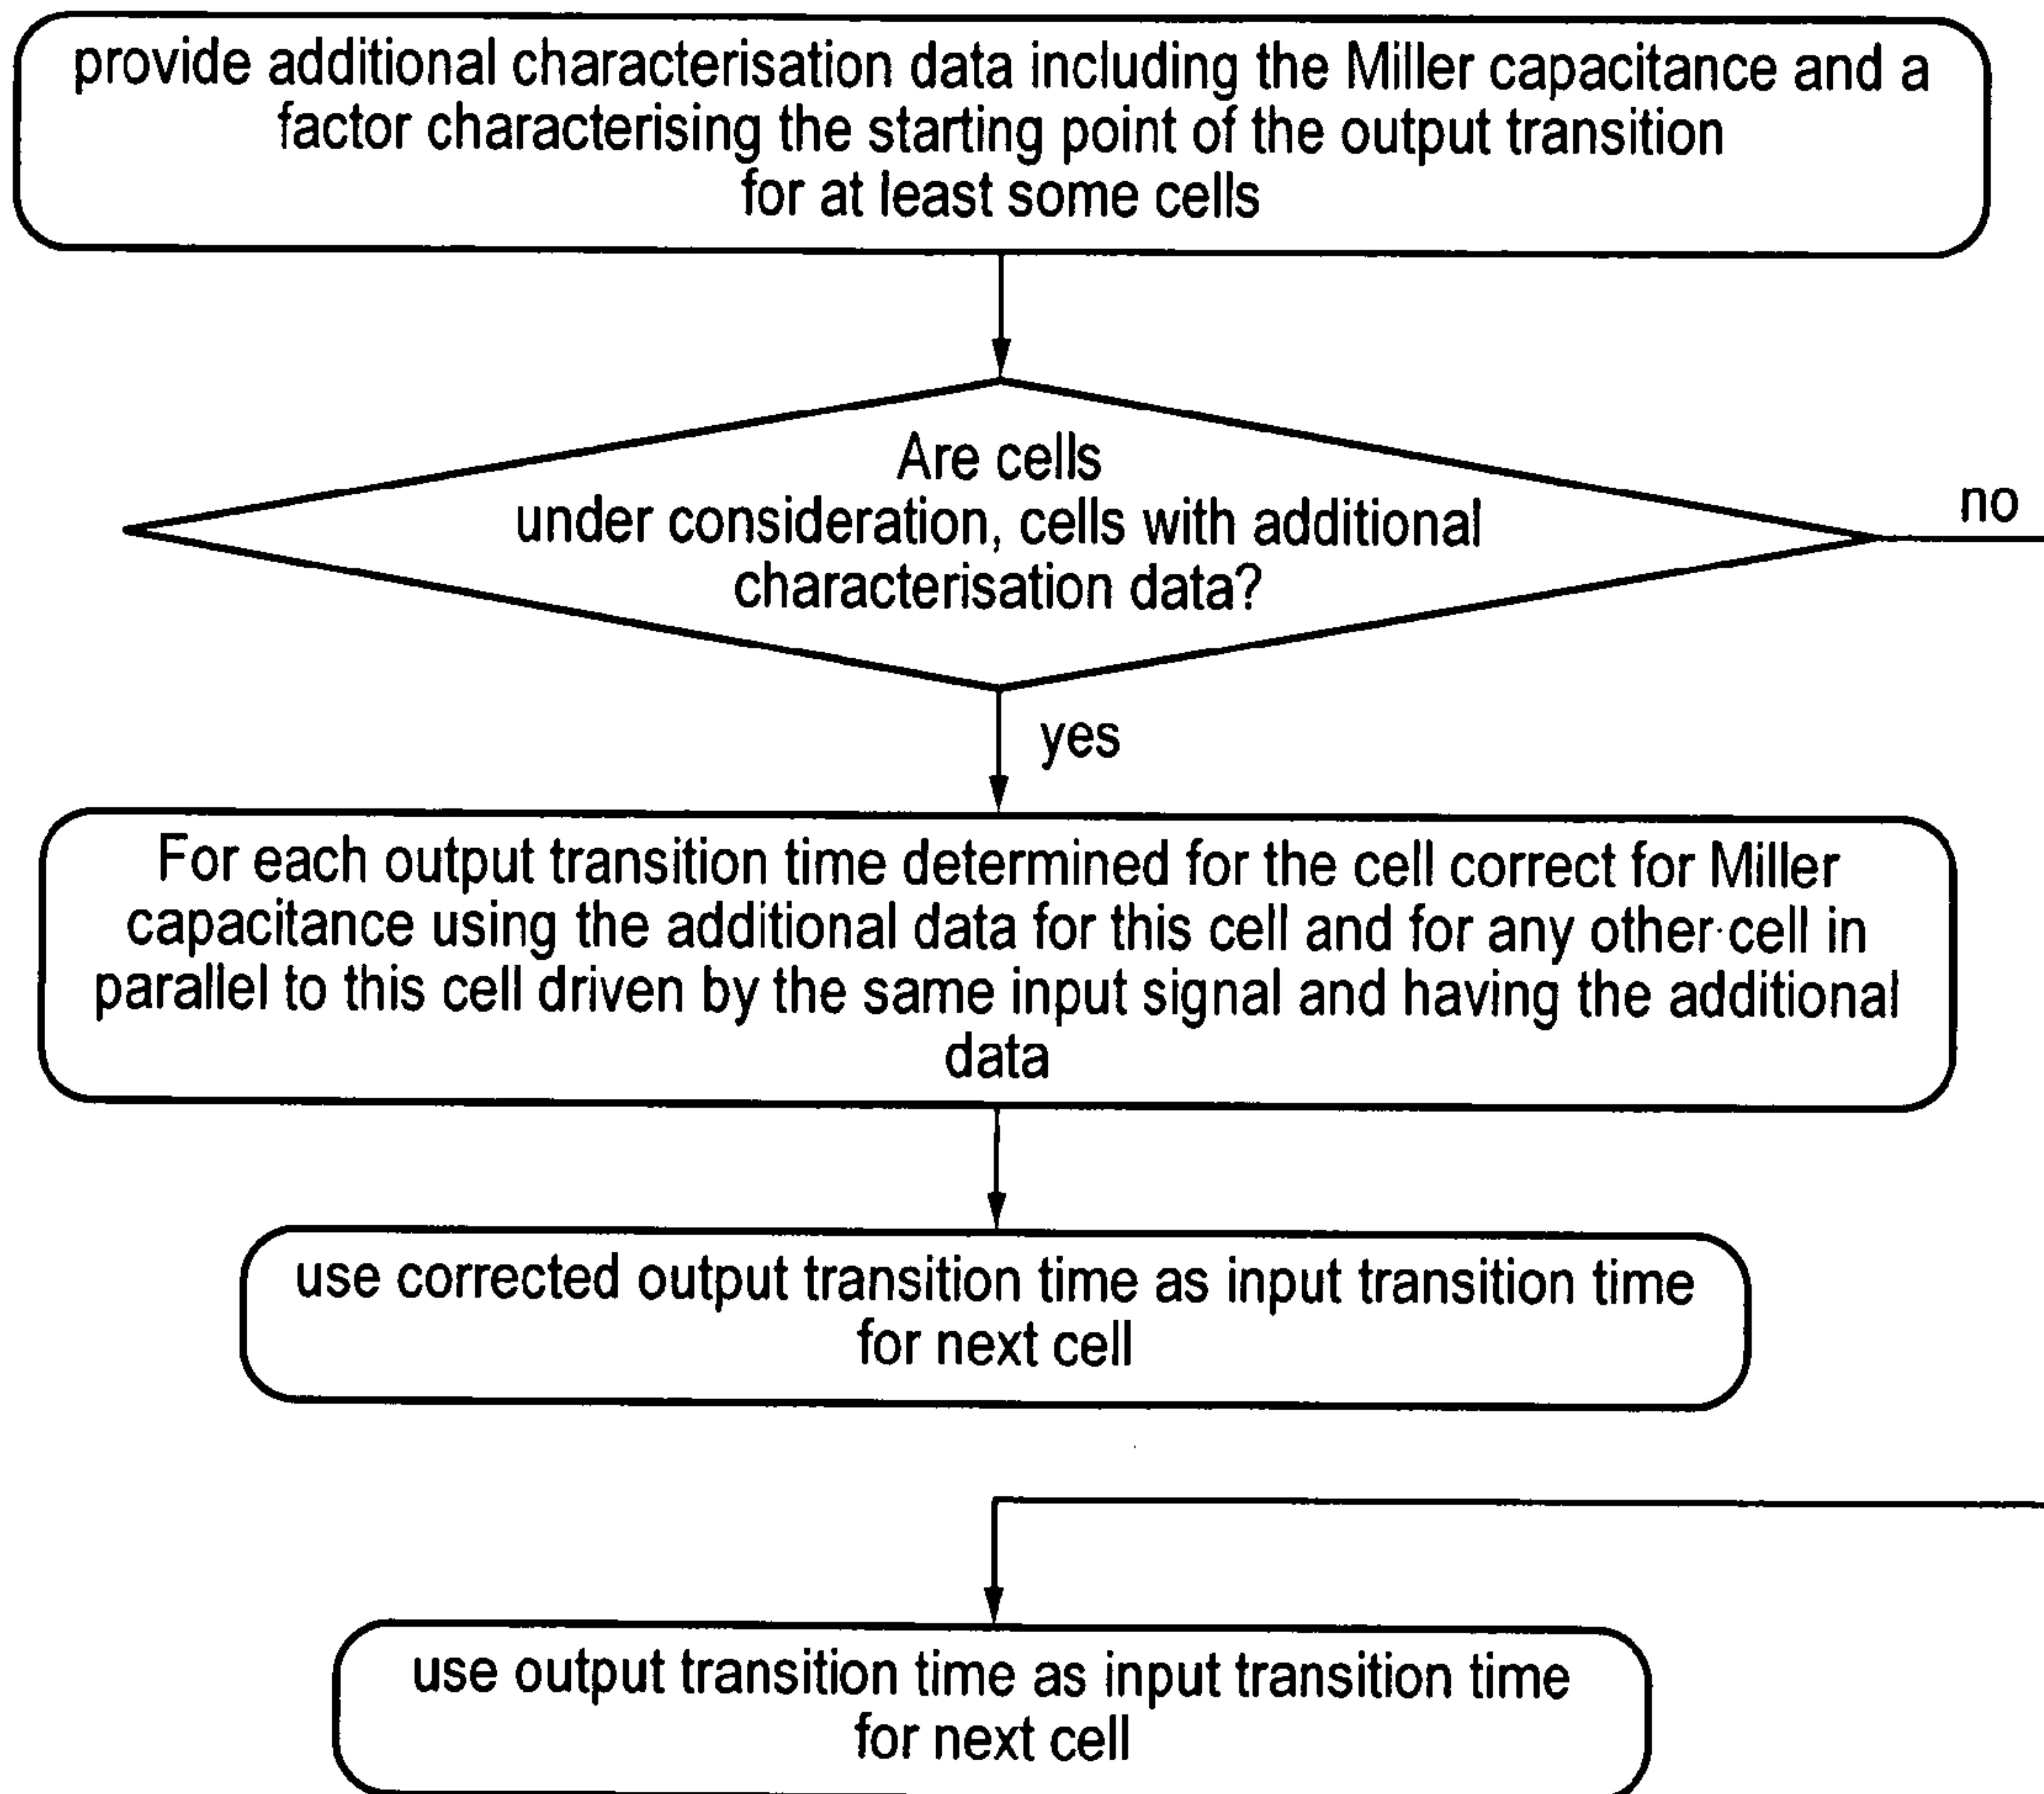 provide additional characterisation data including the Miller capacitance and a
factor characterising the starting point of the output transition
for at least some cells
Are cells
under consideration, cells with additional
characterisation data?
no
yes
For each output transition time determined for the cell correct for Miller
capacitance using the additional data for this cell and for any other cell in
parallel to this cell driven by the same input signal and having the additional
data
use corrected output transition time as input transition time
for next cell
use output transition time as input transition time
for next cell